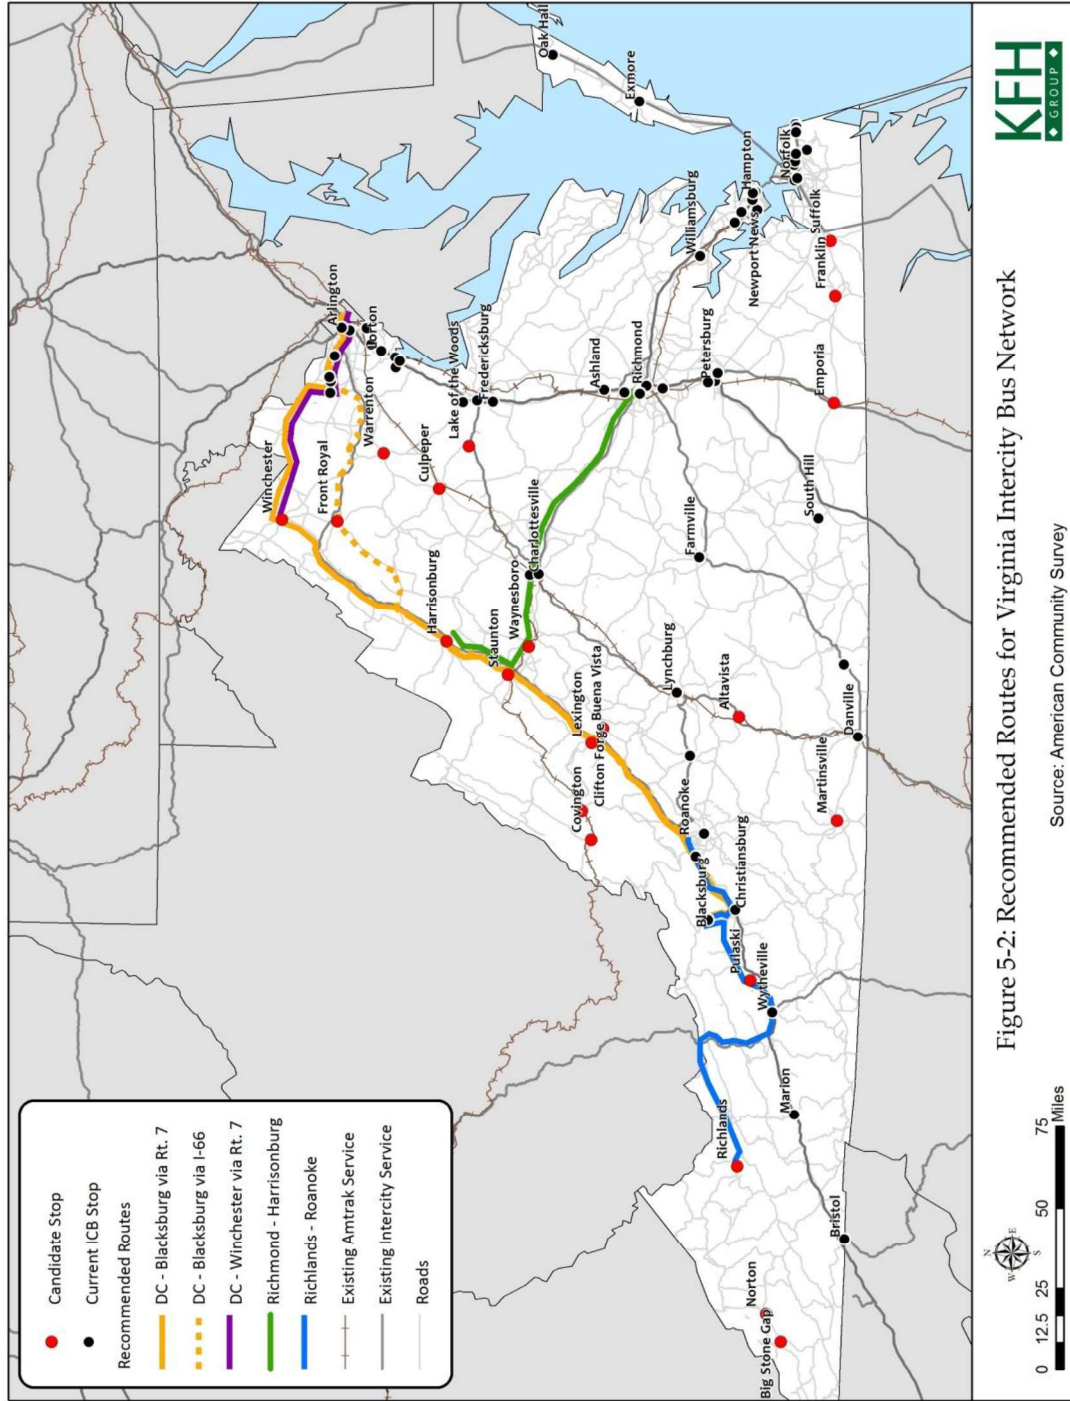 Candidate Stop
Current ICB Stop
Recommended Routes
DC - Blacksburg via Rt. 7
DC - Blacksburg via I-66
DC - Winchester via Rt. 7
Richmond - Harrisonburg
Richlands - Roanoke
Existing Amtrak Service
Existing Intercity Service
Roads
Winchester
Arlington
Front Royal
Lorton
Warrenton
Culpeper
Lake of the Woods
Fredericksburg
Harrisonburg
Staunton
Waynesboro
Charlottesville
Ashland
Richmond
Oak Hall
Exmore
Lexington
Buena Vista
Clifton Forge
Covington
Williamsburg
Hampton
Newport News
Norfolk
Suffolk
Franklin
Petersburg
Emporia
Farmville
South Hill
Lynchburg
Altavista
Danville
Martinsville
Roanoke
Blacksburg
Christiansburg
Pulaski
Wytheville
Richlands
Marion
Bristol
Norton
Big Stone Gap
N
E
S
W
0 12.5 25 50 75
Miles
Figure 5-2: Recommended Routes for Virginia Intercity Bus Network
Source: American Community Survey
KFH
GROUP